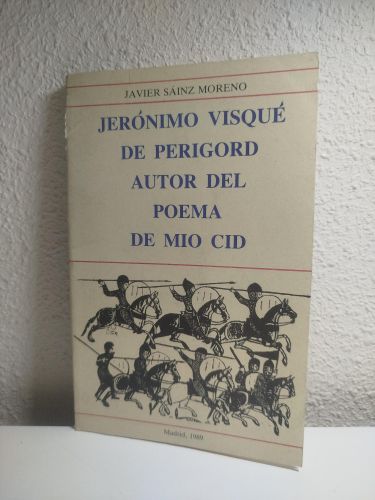 JAVIER SÁINZ MORENO
JERÓNIMO VISQUÉ
DE PERIGORD
AUTOR DEL
POEMA
DE MIO CID
Madrid, 1989